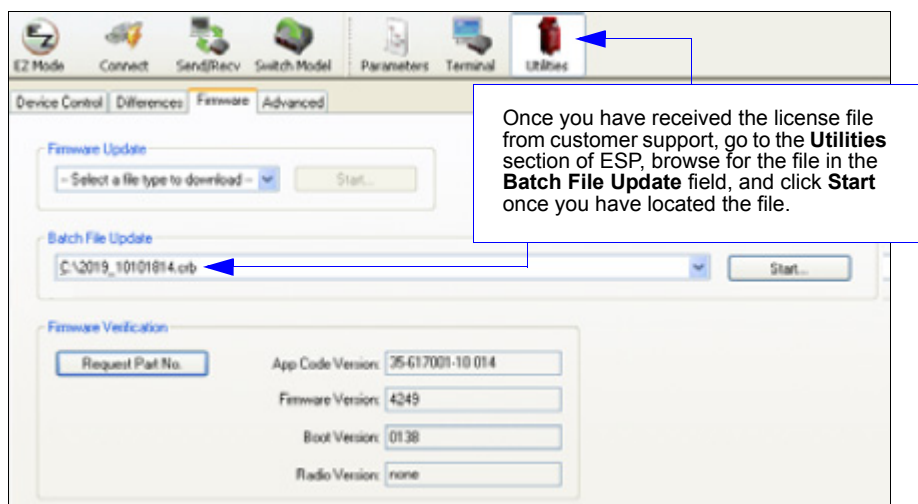 EZ Mode Connect Send/Recv Switch Model Parameters Terminal Utilities
Device Control Differences Firmware Advanced
Once you have received the license file
from customer support, go to the Utilities
section of ESP, browse for the file in the
Batch File Update field, and click Start
once you have located the file.
Firmware Update
- Select a file type to download - Start...
Batch File Update
C:\2019_10101814.crb Start...
Firmware Verification
Request Part No. App Code Version: 35-617001-10 014
Firmware Version: 4249
Boot Version: 0138
Radio Version: none